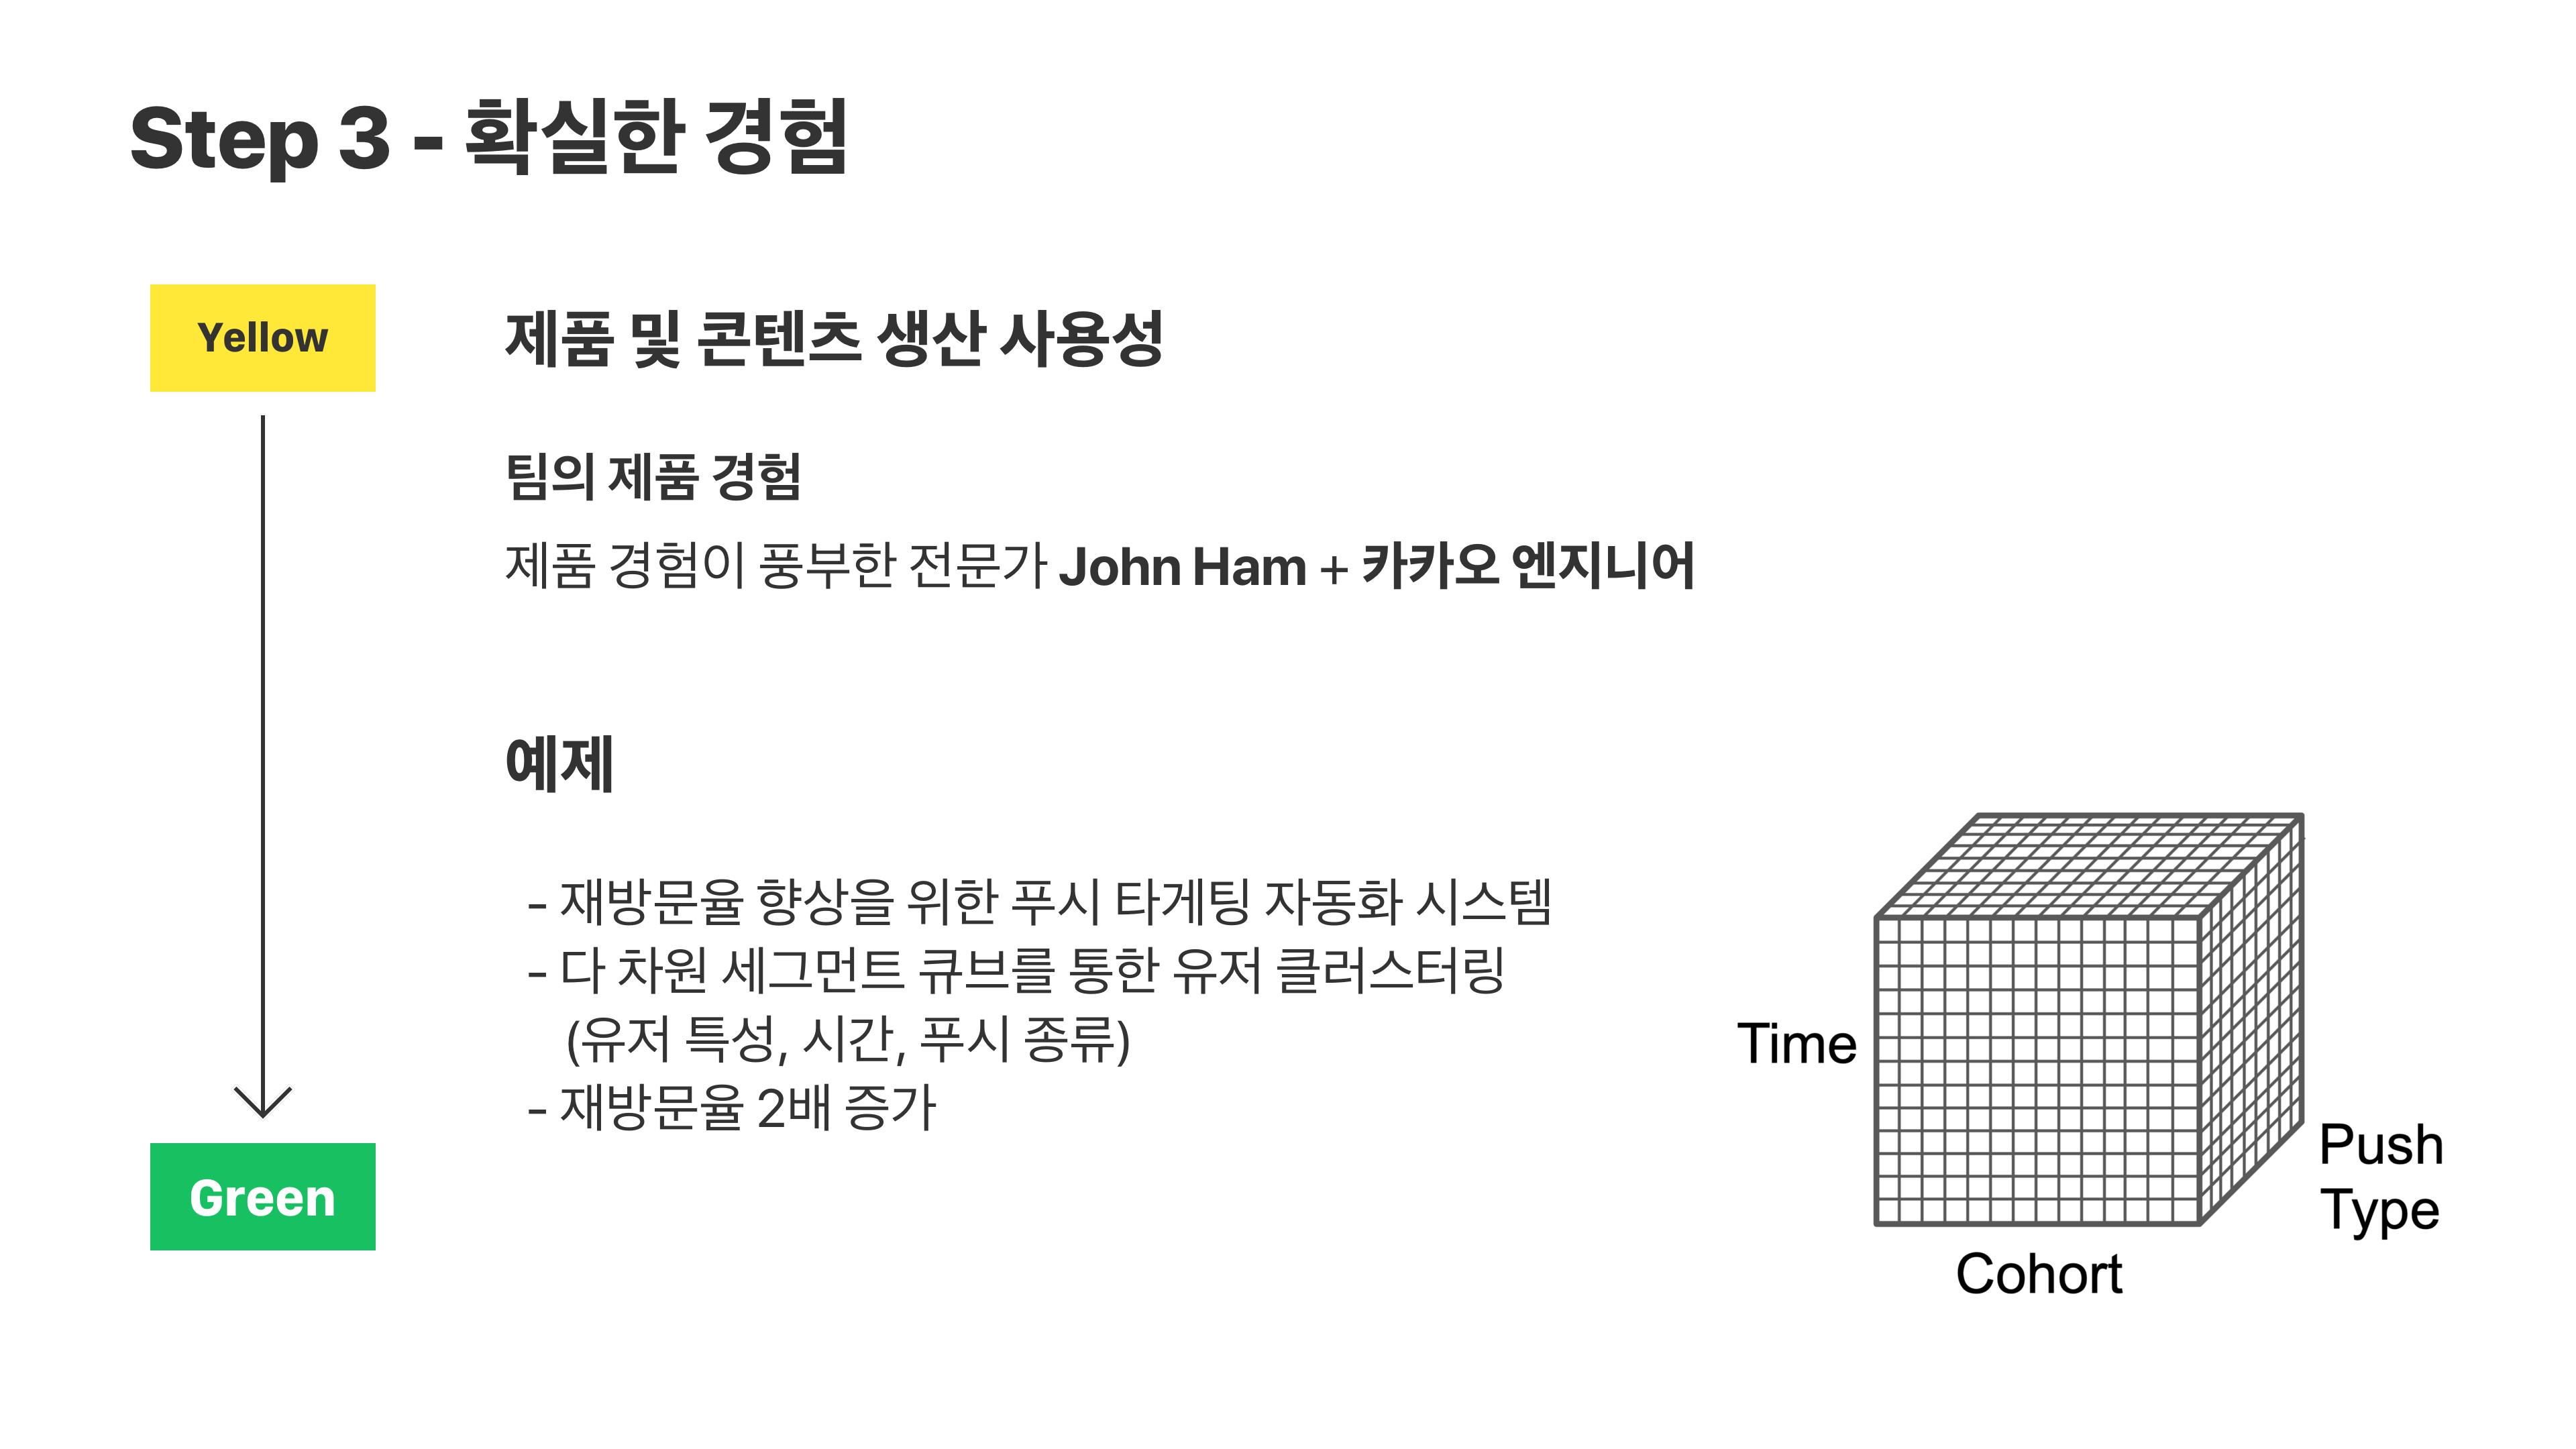 Step 3 - 확실한 경험
Yellow
제품 및 콘텐츠 생산 사용성
팀의 제품 경험
제품 경험이 풍부한 전문가 John Ham + 카카오 엔지니어
예제
- 재방문율 향상을 위한 푸시 타게팅 자동화 시스템
- 다 차원 세그먼트 큐브를 통한 유저 클러스터링
(유저 특성, 시간, 푸시 종류)
- 재방문율 2배 증가
Green
Time
Push
Type
Cohort